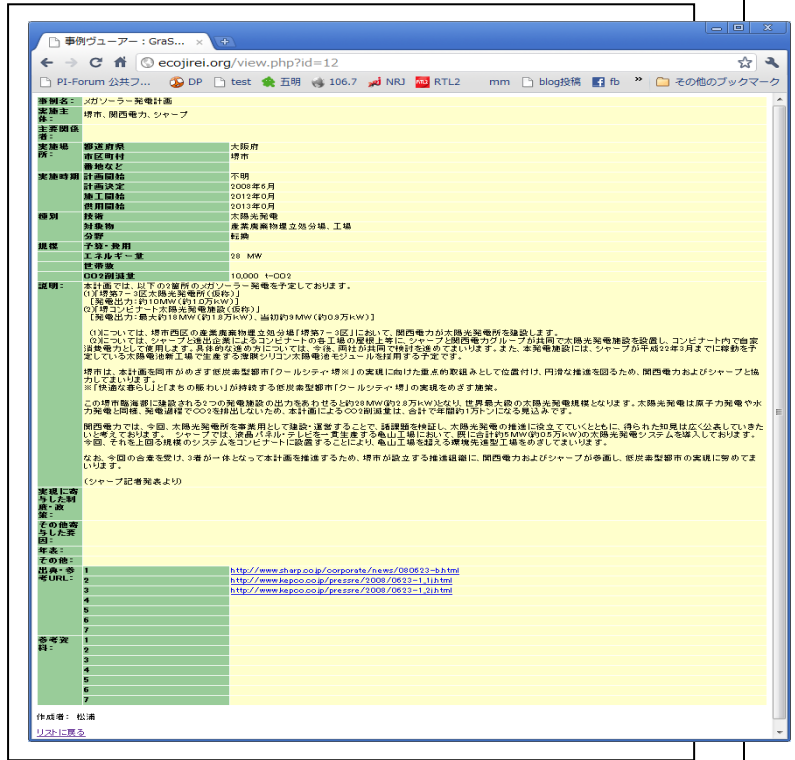 事例ヴューアー：GraS...
ecojirei.org/view.php?id=12
PI-Forum 公共フ... DP test 五明 106.7 NRJ RTL2 mm blog投稿 fb » その他のブックマーク
事例名： メガソーラー発電計画
実施主体： 堺市、関西電力、シャープ
主要関係者：
実施場所： 都道府県 大阪府
市区町村 堺市
番地など
実施時期 計画開始 不明
計画決定 2008年6月
施工開始 2012年0月
供用開始 2013年0月
種別 技術 太陽光発電
対象物 産業廃棄物埋立処分場、工場
分野 転換
規模 予算・費用
エネルギー量 28 MW
世帯数
CO2削減量 10,000 t-CO2
説明： 本計画では、以下の2箇所のメガソーラー発電を予定しております。
(1)「堺第7－3区太陽光発電所(仮称)」
［発電出力：約10MW(約1.0万kW)］
(2)「堺コンビナート太陽光発電施設(仮称)」
［発電出力：最大約18MW(約1.8万kW)、当初約9MW(約0.9万kW)］
(1)については、堺市西区の産業廃棄物埋立処分場「堺第7－3区」において、関西電力が太陽光発電所を建設します。
(2)については、シャープと進出企業によるコンビナートの各工場の屋根上等に、シャープと関西電力グループが共同で太陽光発電施設を設置し、コンビナート内で自家
消費電力として使用します。具体的な進め方については、今後、両社が共同で検討を進めてまいります。また、本発電施設には、シャープが平成22年3月までに稼動を予
定している太陽電池新工場で生産する薄膜シリコン太陽電池モジュールを採用する予定です。
堺市は、本計画を同市がめざす低炭素型都市「クールシティ・堺※」の実現に向けた重点的取組みとして位置付け、円滑な推進を図るため、関西電力およびシャープと協
力してまいります。
※「快適な暮らし」と「まちの賑わい」が持続する低炭素型都市「クールシティ・堺」の実現をめざす施策。
この堺市臨海部に建設される2つの発電施設の出力をあわせると約28MW(約2.8万kW)となり、世界最大級の太陽光発電規模となります。太陽光発電は原子力発電や水
力発電と同様、発電過程でCO2を排出しないため、本計画によるCO2削減量は、合計で年間約1万トンになる見込みです。
関西電力では、今回、太陽光発電所を事業用として建設・運営することで、諸課題を検証し、太陽光発電の推進に役立てていくとともに、得られた知見は広く公表していきた
いと考えております。 シャープでは、液晶パネル・テレビを一貫生産する亀山工場において、既に合計約5MW(約0.5万kW)の太陽光発電システムを導入しております。
今回、それを上回る規模のシステムをコンビナートに設置することにより、亀山工場を超える環境先進型工場をめざしてまいります。
なお、今回の合意を受け、3者が一体となって本計画を推進するため、堺市が設立する推進組織に、関西電力およびシャープが参画し、低炭素型都市の実現に努めてま
いります。
(シャープ記者発表より)
実現に寄与した制度・政策：
その他寄与した要因：
年表：
その他：
出典・参考URL： 1 http://www.sharp.co.jp/corporate/news/080623-b.html
2 http://www.kepco.co.jp/pressre/2008/0623-1_1j.html
3 http://www.kepco.co.jp/pressre/2008/0623-1_2j.html
4
5
6
7
参考資料： 1
2
3
4
5
6
7
作成者： 松浦
リストに戻る